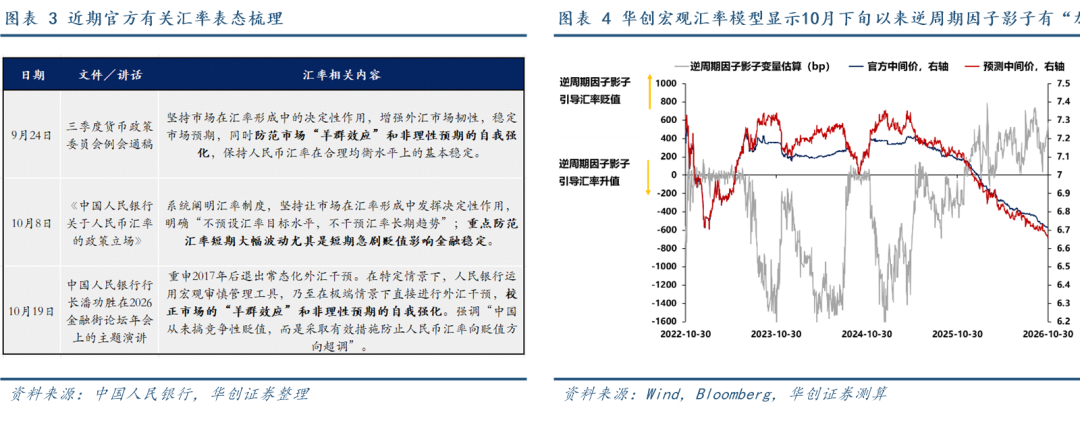 图表 3 近期官方有关汇率表态梳理
日期 文件／讲话 汇率相关内容
9月24日
三季度货币政策
委员会例会通稿
坚持市场在汇率形成中的决定性作用，增强外汇市场韧性，稳定
市场预期，同时防范市场“羊群效应”和非理性预期的自我强
化，保持人民币汇率在合理均衡水平上的基本稳定。
10月8日
《中国人民银行
关于人民币汇率
的政策立场》
系统阐明汇率制度，坚持让市场在汇率形成中发挥决定性作用，
明确“不预设汇率目标水平，不干预汇率长期趋势”；重点防范
汇率短期大幅波动尤其是短期急剧贬值影响金融稳定。
10月19日
中国人民银行行
长潘功胜在2026
金融街论坛年会
上的主题演讲
重申2017年后退出常态化外汇干预。在特定情景下，人民银行运
用宏观审慎管理工具，乃至在极端情景下直接进行外汇干预，校
正市场的“羊群效应”和非理性预期的自我强化。强调“中国
从未搞竞争性贬值，而是采取有效措施防止人民币汇率向贬值方
向超调”。
资料来源：中国人民银行，华创证券整理
图表 4 华创宏观汇率模型显示10月下旬以来逆周期因子影子有“
逆周期因子影子变量估算（bp） 官方中间价，右轴 预测中间价，右轴
逆周期因子影子
引导汇率贬值
逆周期因子影子
引导汇率升值
1000
800
600
400
200
0
-200
-400
-600
-800
-1000
-1200
-1400
-1600
7.5
7.4
7.3
7.2
7.1
7
6.9
6.8
6.7
6.6
6.5
6.4
6.3
6.2
2022-10-30 2023-10-30 2024-10-30 2025-10-30 2026-10-30
资料来源：Wind，Bloomberg，华创证券测算